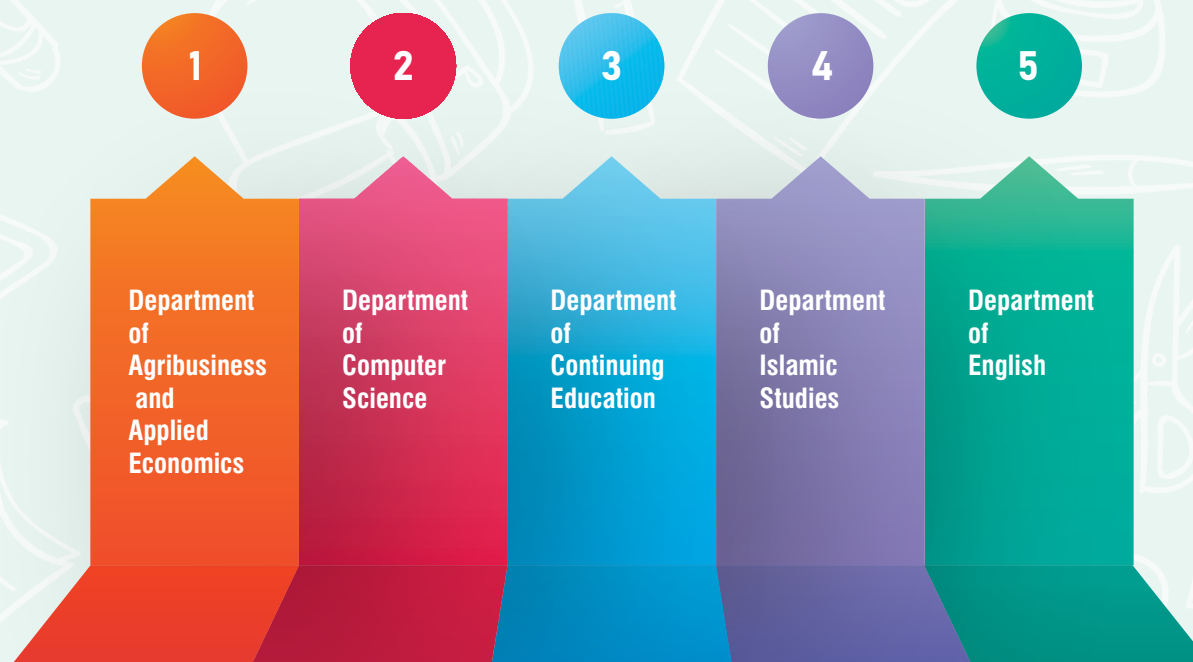 1
2
3
4
5
Department
of
Agribusiness
and
Applied
Economics
Department
of
Computer
Science
Department
of
Continuing
Education
Department
of
Islamic
Studies
Department
of
English